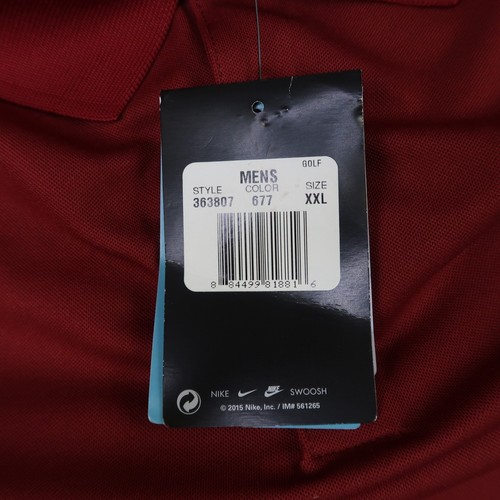 GOLF
MENS
STYLE COLOR SIZE
363807 677 XXL
8 84499 81881 6
NIKE NIKE SWOOSH
© 2015 Nike, Inc. / IM# 561265